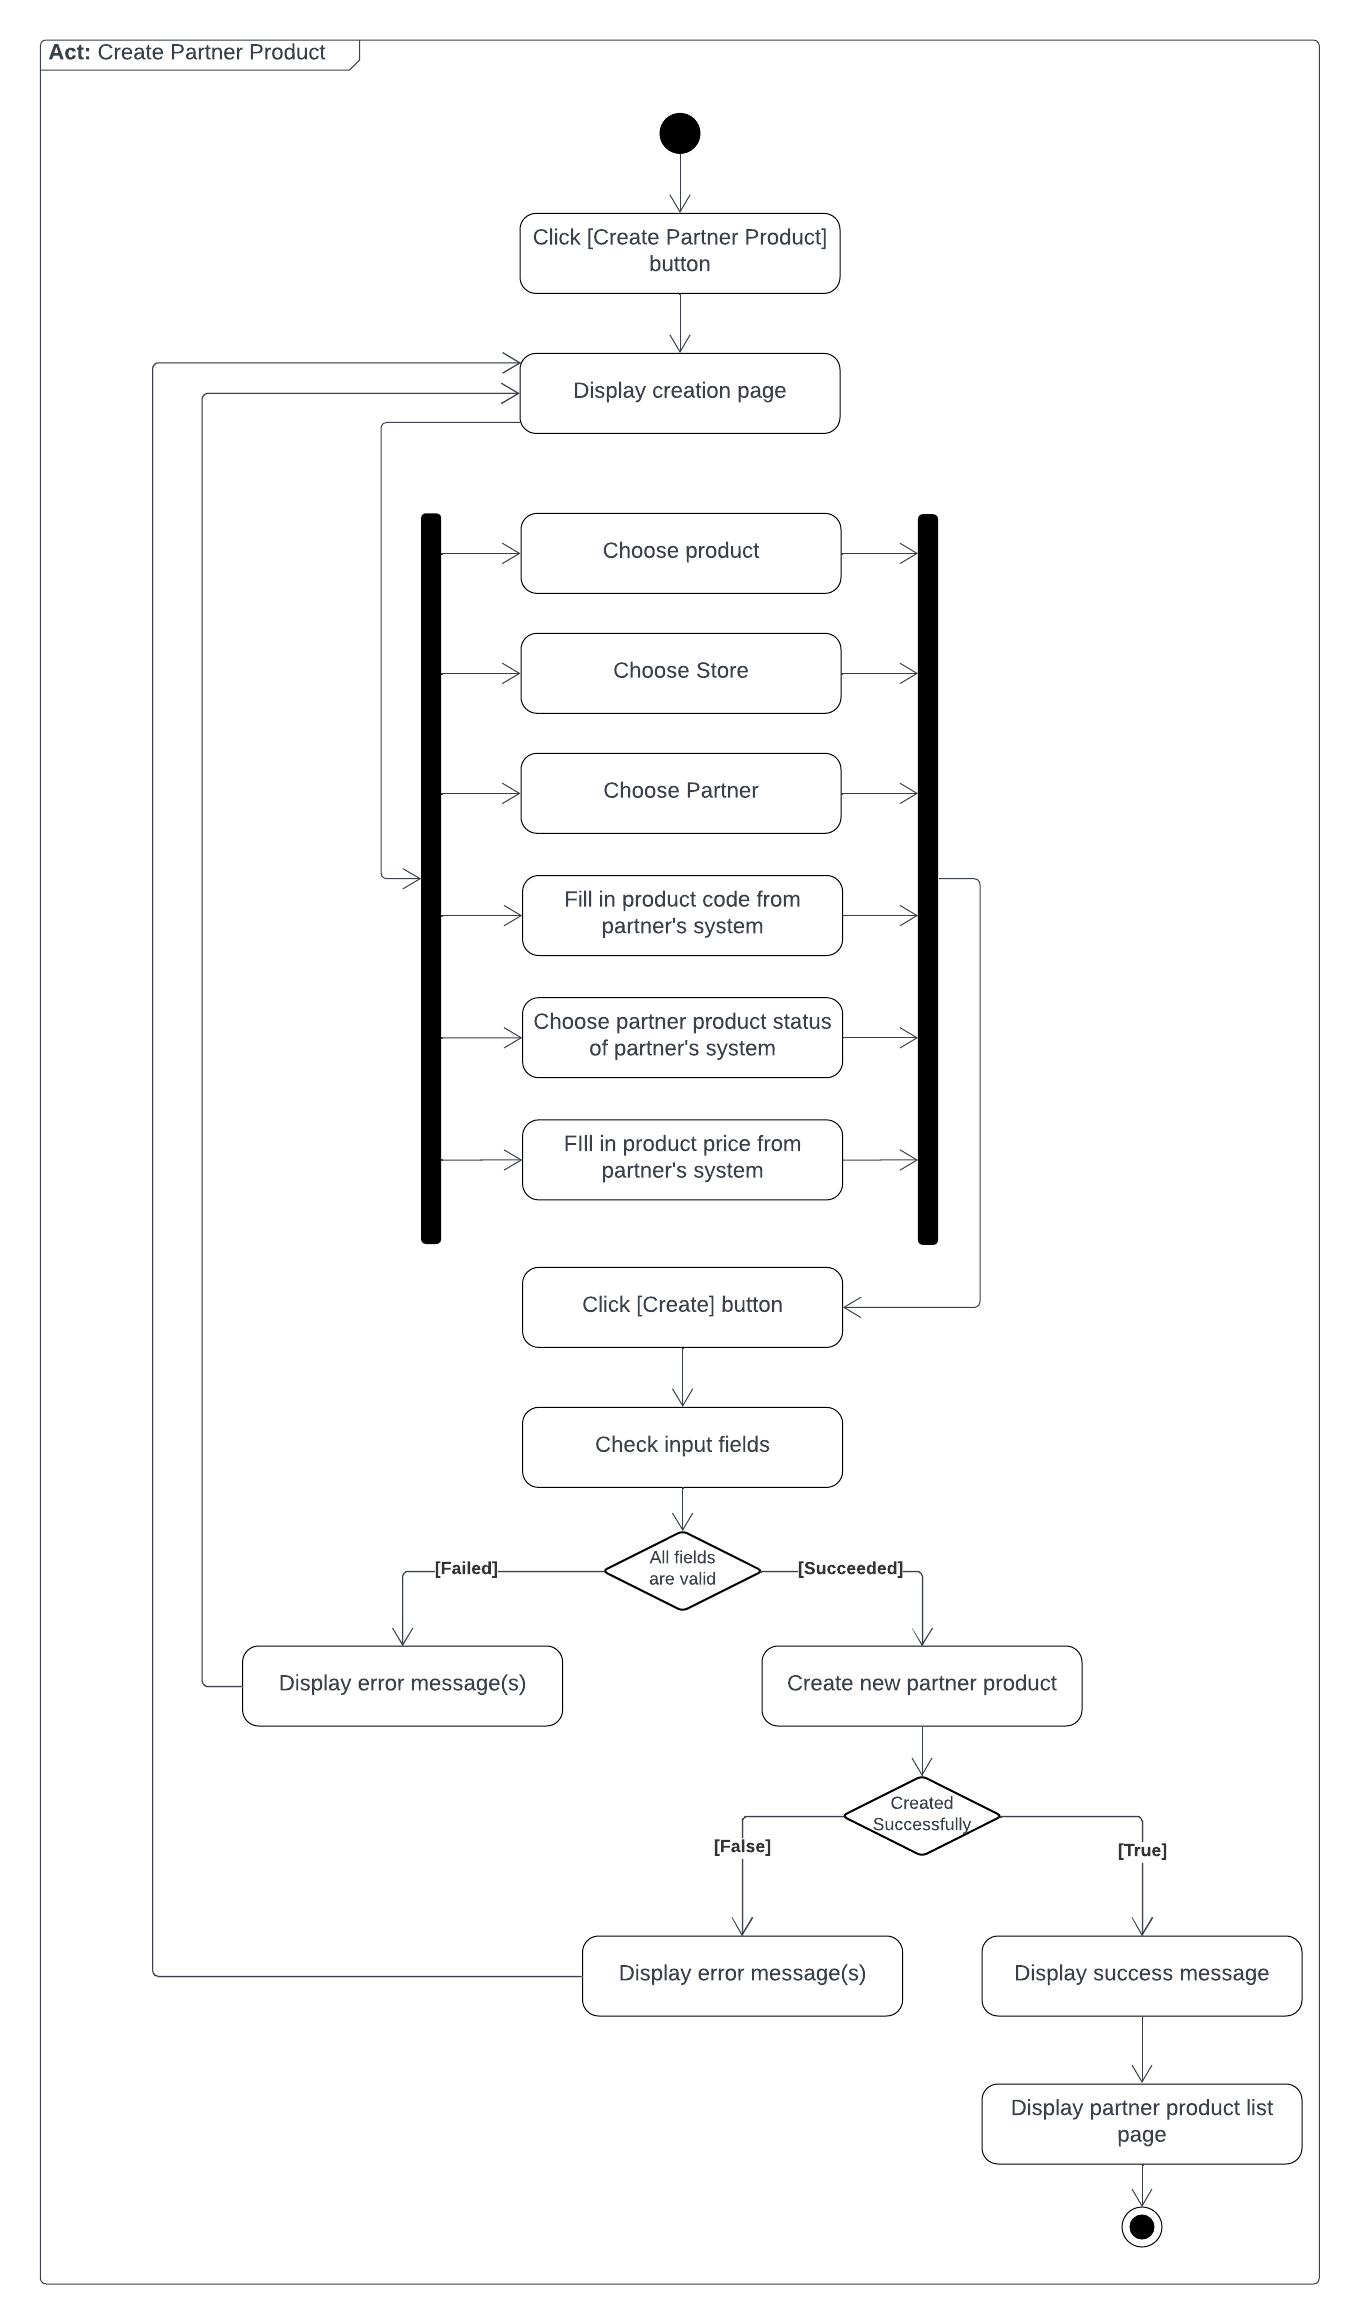 Act: Create Partner Product
Click [Create Partner Product]
button
Display creation page
Choose product
Choose Store
Choose Partner
Fill in product code from
partner's system
Choose partner product status
of partner's system
FIll in product price from
partner's system
Click [Create] button
Check input fields
All fields
are valid
[Failed]
[Succeeded]
Display error message(s)
Create new partner product
Created
Successfully
[False]
[True]
Display error message(s)
Display success message
Display partner product list
page